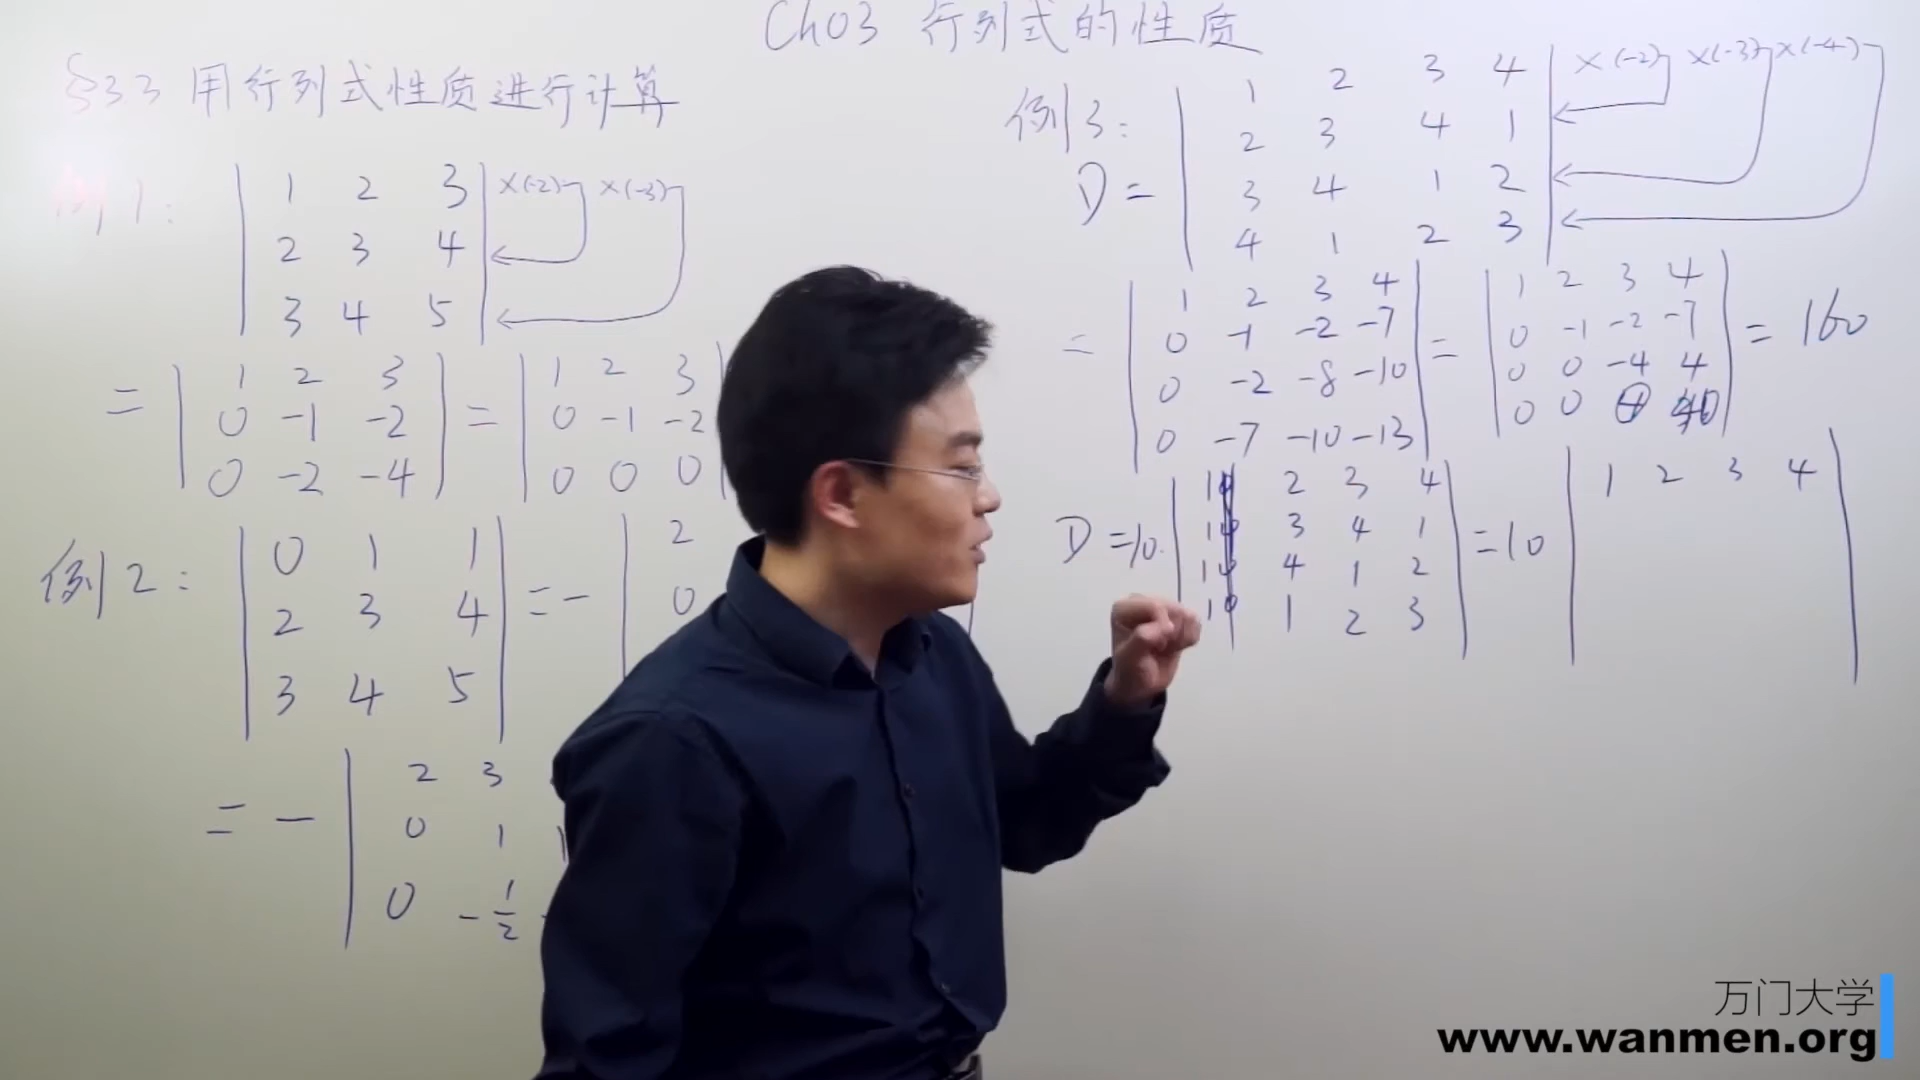 Ch03 行列式的性质
§3.3 用行列式性质进行计算
例1:
1 2 3 ×(-2) ×(-3)
2 3 4
3 4 5
= 1 2 3 = 1 2 3
0 -1 -2 0 -1 -2
0 -2 -4 0 0 0
例2: 0 1 1 = - 2
2 3 4 0
3 4 5
= - 2 3
0 1 1
0 -1/2
例3:
D = 1 2 3 4 ×(-2) ×(-3) ×(-4)
2 3 4 1
3 4 1 2
4 1 2 3
= 1 2 3 4 = 1 2 3 4 = 160
0 -1 -2 -7 0 -1 -2 -7
0 -2 -8 -10 0 0 -4 4
0 -7 -10 -13 0 0
D = 10· 1 2 3 4 = 10 1 2 3 4
1 3 4 1
1 4 1 2
1 1 2 3
万门大学
www.wanmen.org